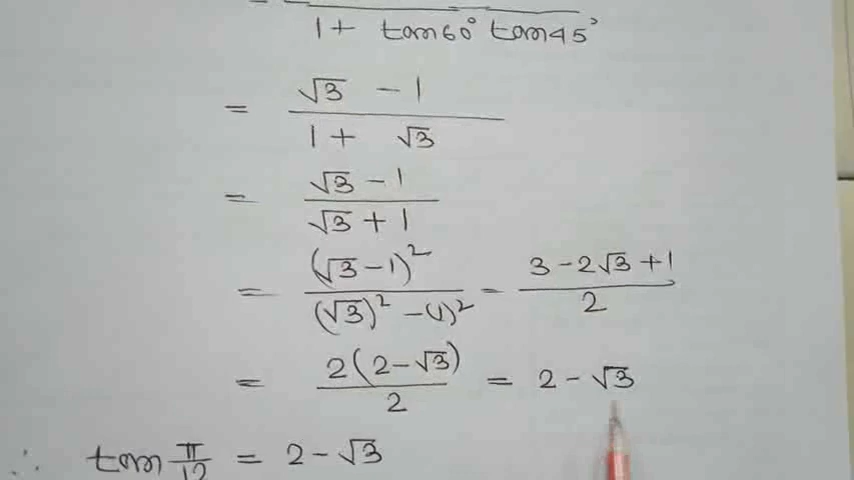 1 + tan60° tan45°
= √3 - 1 / 1 + √3
= √3 - 1 / √3 + 1
= (√3 - 1)² / (√3)² - (1)² = 3 - 2√3 + 1 / 2
= 2(2 - √3) / 2 = 2 - √3
∴ tan π/12 = 2 - √3